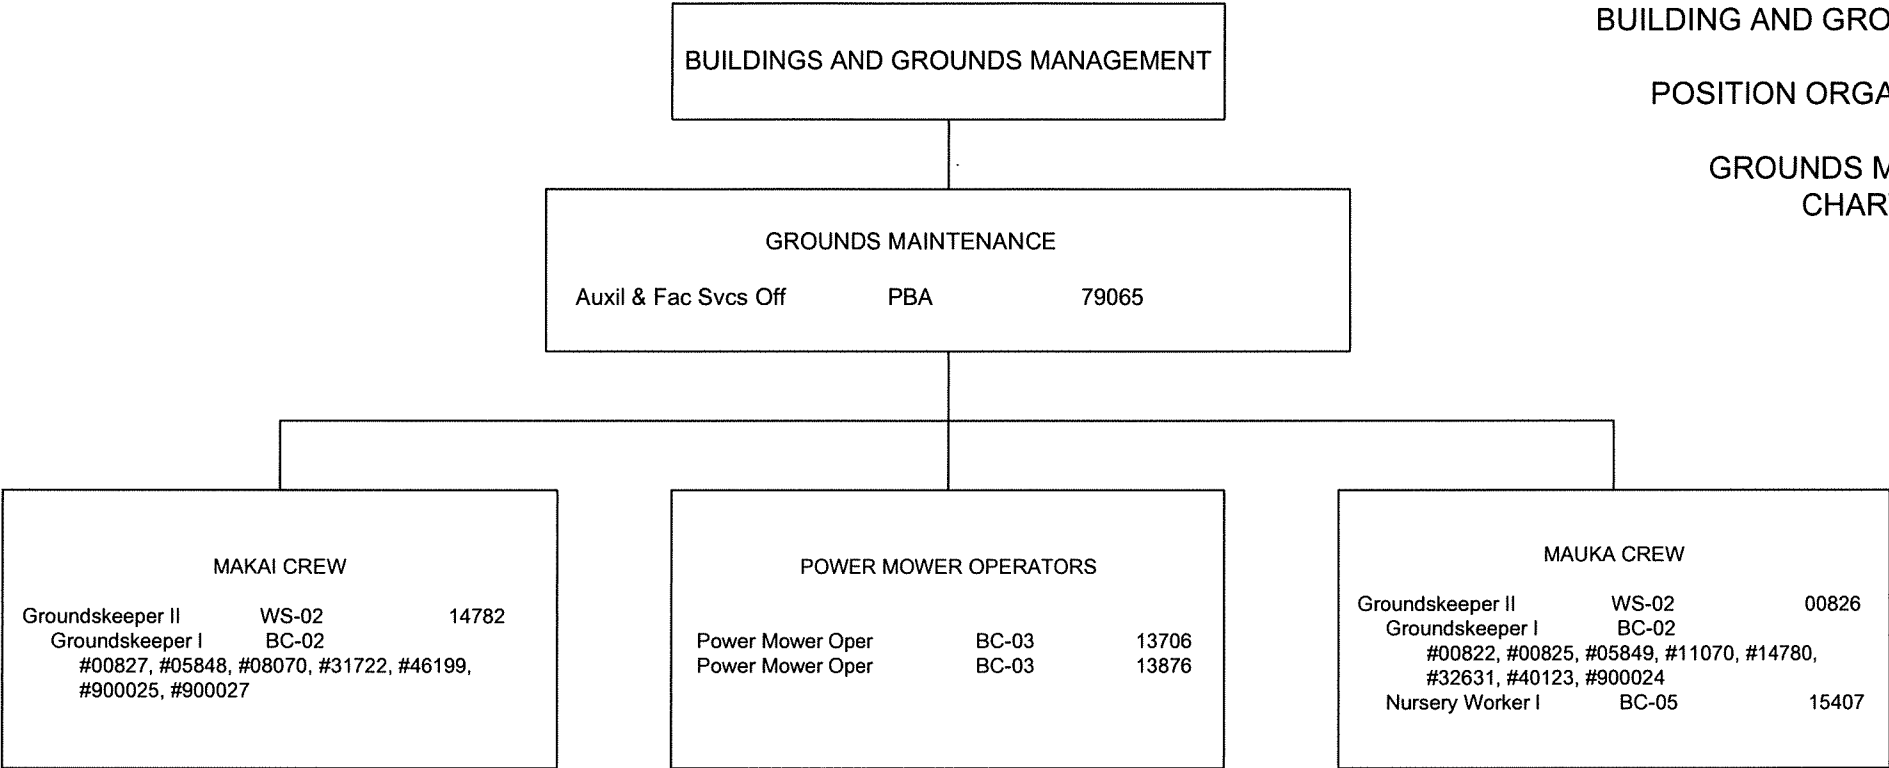 BUILDING AND GRO
POSITION ORGA
GROUNDS M
CHAR
BUILDINGS AND GROUNDS MANAGEMENT
GROUNDS MAINTENANCE
Auxil & Fac Svcs Off PBA 79065
MAKAI CREW
Groundskeeper II WS-02 14782
Groundskeeper I BC-02
#00827, #05848, #08070, #31722, #46199,
#900025, #900027
POWER MOWER OPERATORS
Power Mower Oper BC-03 13706
Power Mower Oper BC-03 13876
MAUKA CREW
Groundskeeper II WS-02 00826
Groundskeeper I BC-02
#00822, #00825, #05849, #11070, #14780,
#32631, #40123, #900024
Nursery Worker I BC-05 15407